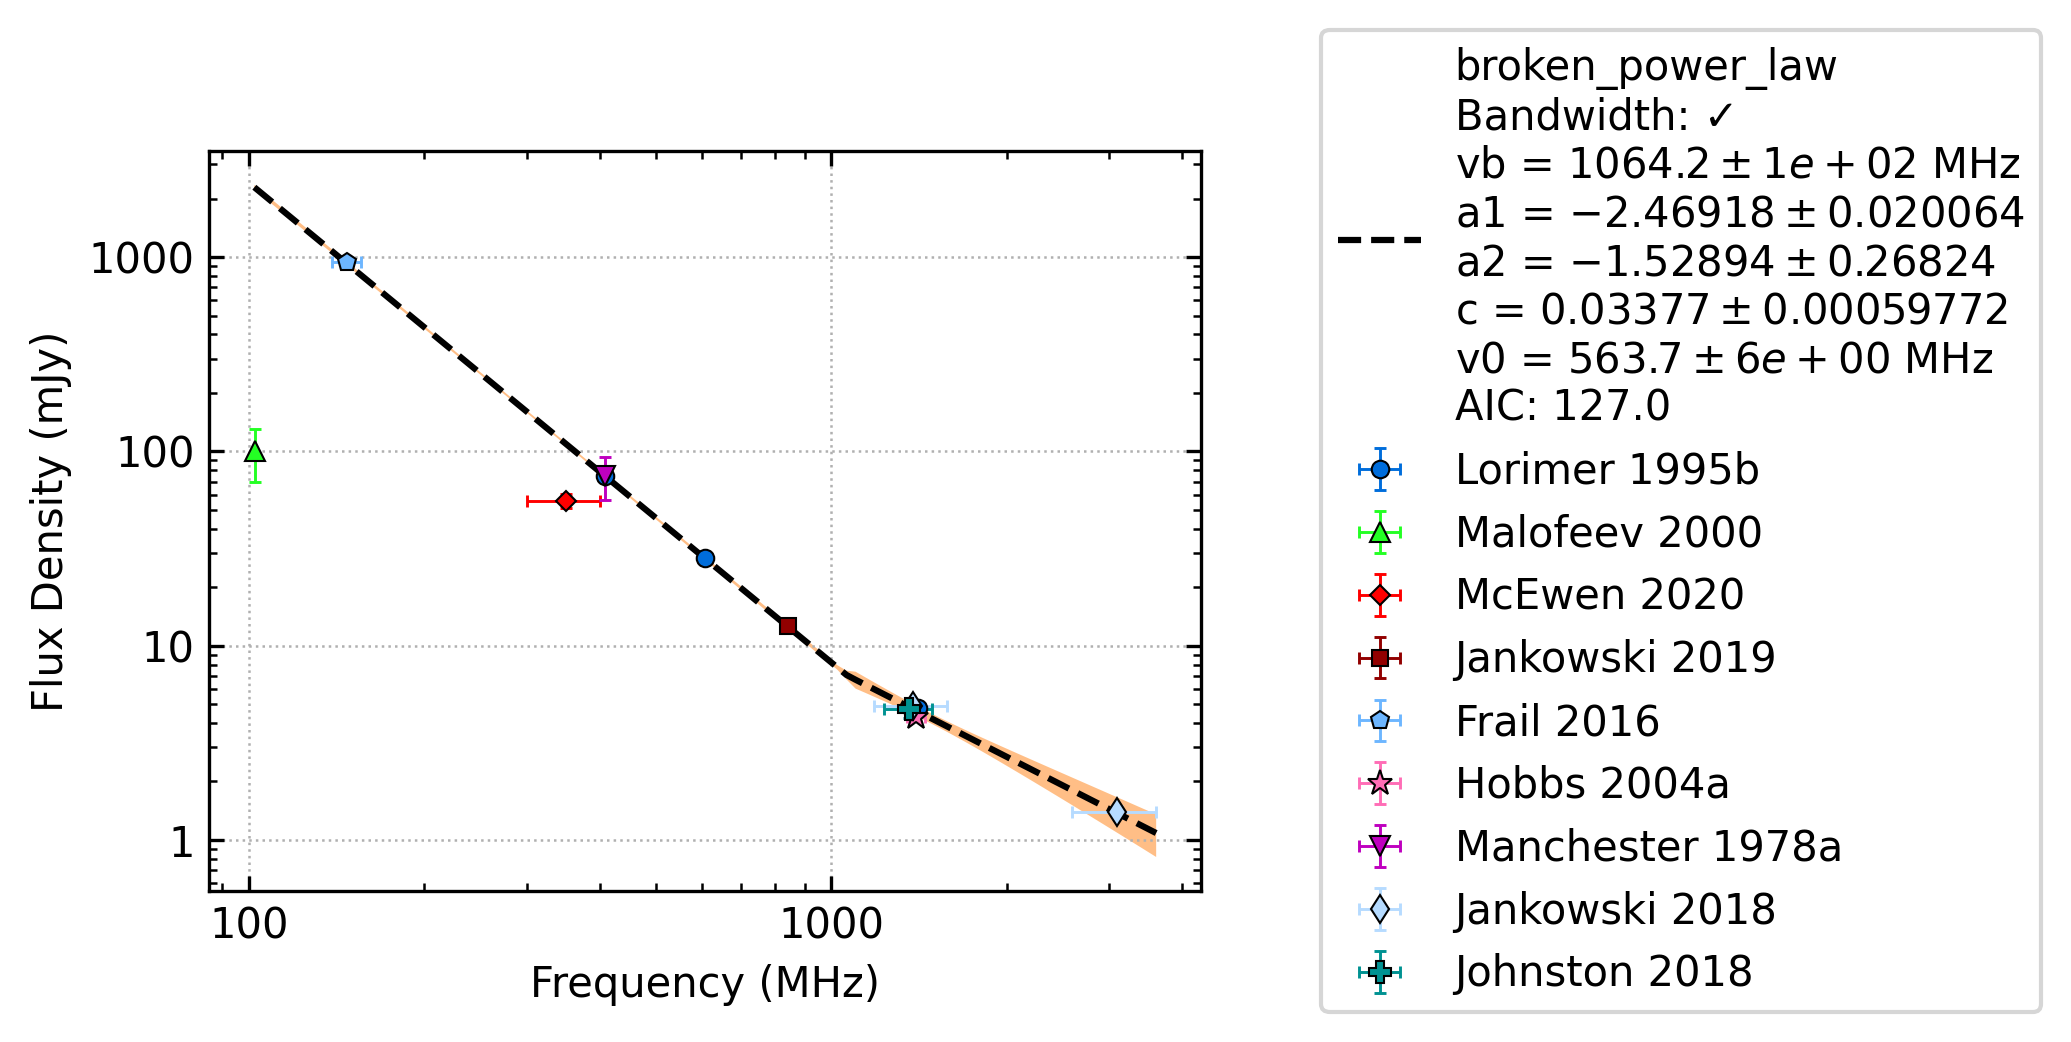 1000
100
10
1
Flux Density (mJy)
100
1000
Frequency (MHz)
broken_power_law
Bandwidth: ✓
vb = 1064.2 ± 1e + 02 MHz
a1 = −2.46918 ± 0.020064
a2 = −1.52894 ± 0.26824
c = 0.03377 ± 0.00059772
v0 = 563.7 ± 6e + 00 MHz
AIC: 127.0
Lorimer 1995b
Malofeev 2000
McEwen 2020
Jankowski 2019
Frail 2016
Hobbs 2004a
Manchester 1978a
Jankowski 2018
Johnston 2018